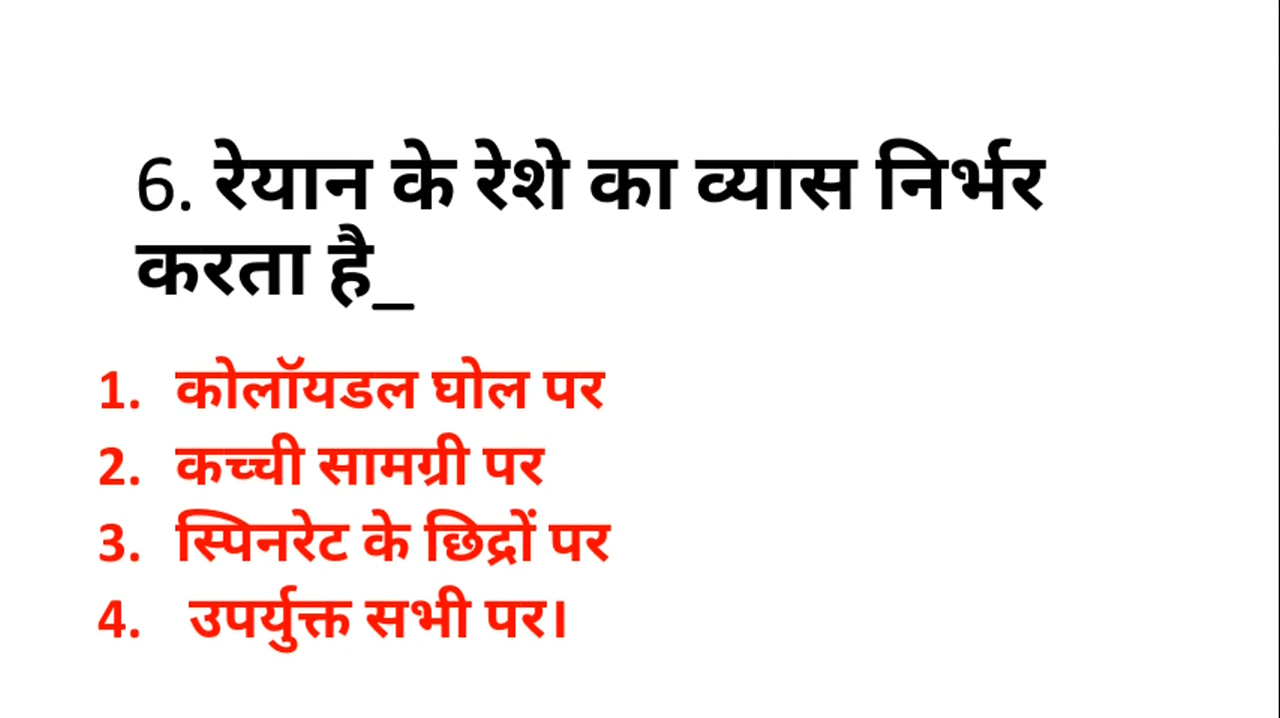 6. रेयान के रेशे का व्यास निर्भर
करता है_
1. कोलॉयडल घोल पर
2. कच्ची सामग्री पर
3. स्पिनरेट के छिद्रों पर
4. उपर्युक्त सभी पर।